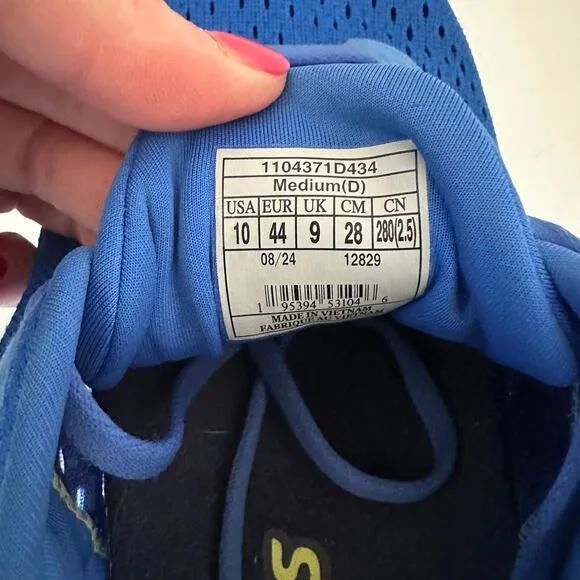 1104371D434
Medium(D)
USA EUR UK CM CN
10 44 9 28 280(2.5)
08/24 12829
1 95394 53104 6
MADE IN VIETNAM
FABRIQUE AU VIETNAM
S